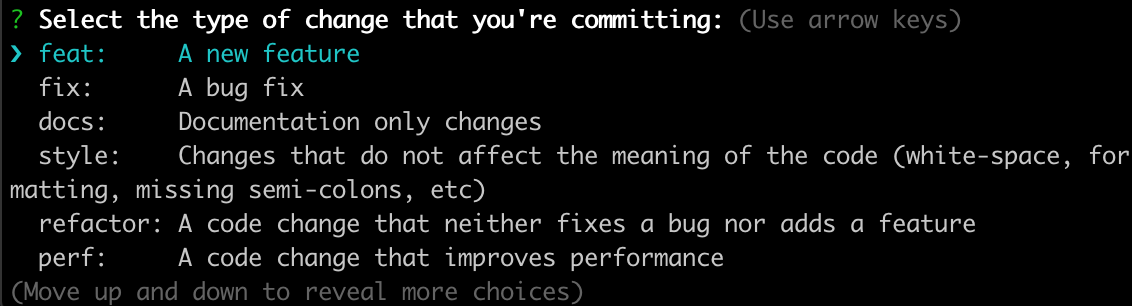 ? Select the type of change that you're committing: (Use arrow keys)
❯ feat:     A new feature
  fix:      A bug fix
  docs:     Documentation only changes
  style:    Changes that do not affect the meaning of the code (white-space, for
matting, missing semi-colons, etc)
  refactor: A code change that neither fixes a bug nor adds a feature
  perf:     A code change that improves performance
(Move up and down to reveal more choices)